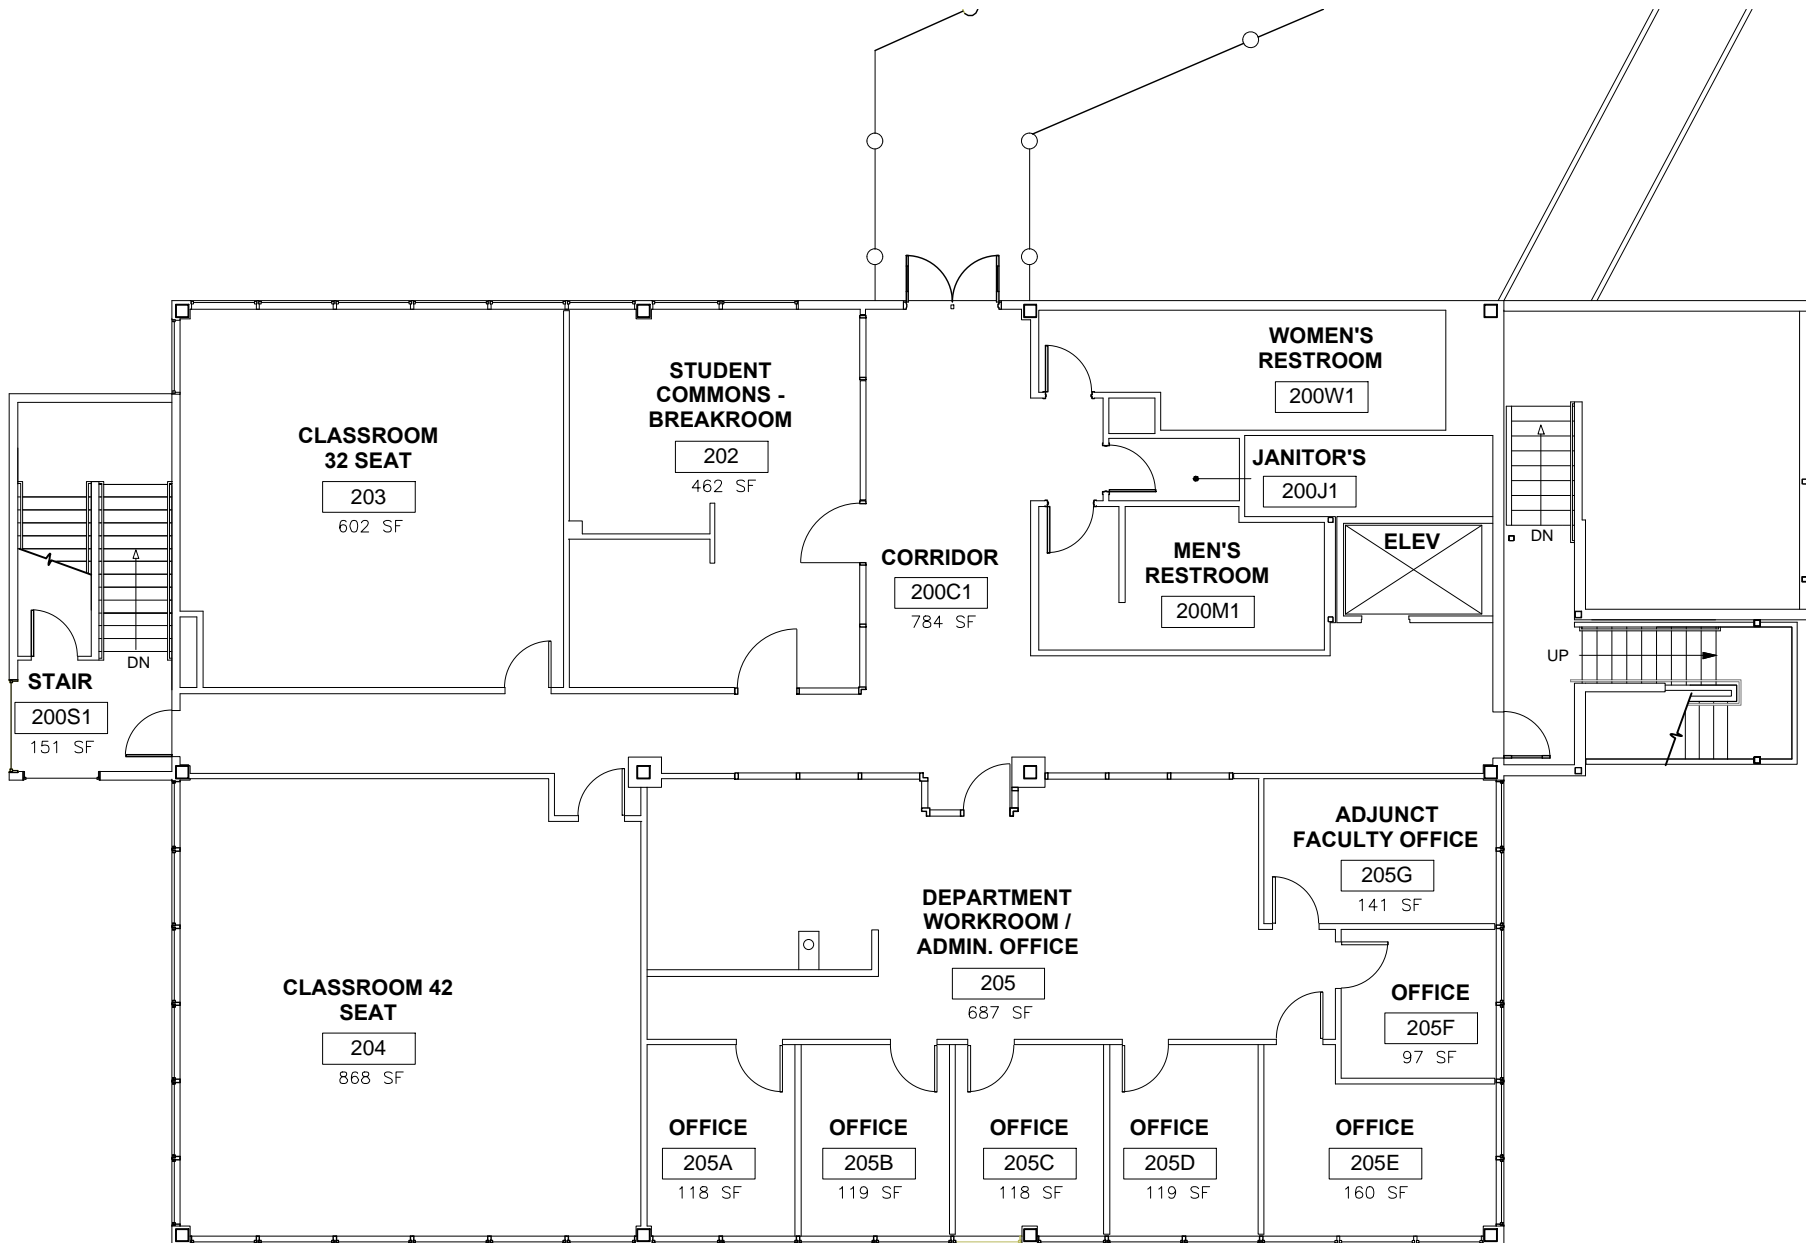 WOMEN'S
RESTROOM
200W1
STUDENT
COMMONS -
BREAKROOM
202
462 SF
CLASSROOM
32 SEAT
203
602 SF
JANITOR'S
200J1
ELEV
DN
MEN'S
RESTROOM
200M1
CORRIDOR
200C1
784 SF
UP
DN
STAIR
200S1
151 SF
ADJUNCT
FACULTY OFFICE
205G
141 SF
DEPARTMENT
WORKROOM /
ADMIN. OFFICE
205
687 SF
CLASSROOM 42
SEAT
204
868 SF
OFFICE
205F
97 SF
OFFICE
205A
118 SF
OFFICE
205B
119 SF
OFFICE
205C
118 SF
OFFICE
205D
119 SF
OFFICE
205E
160 SF